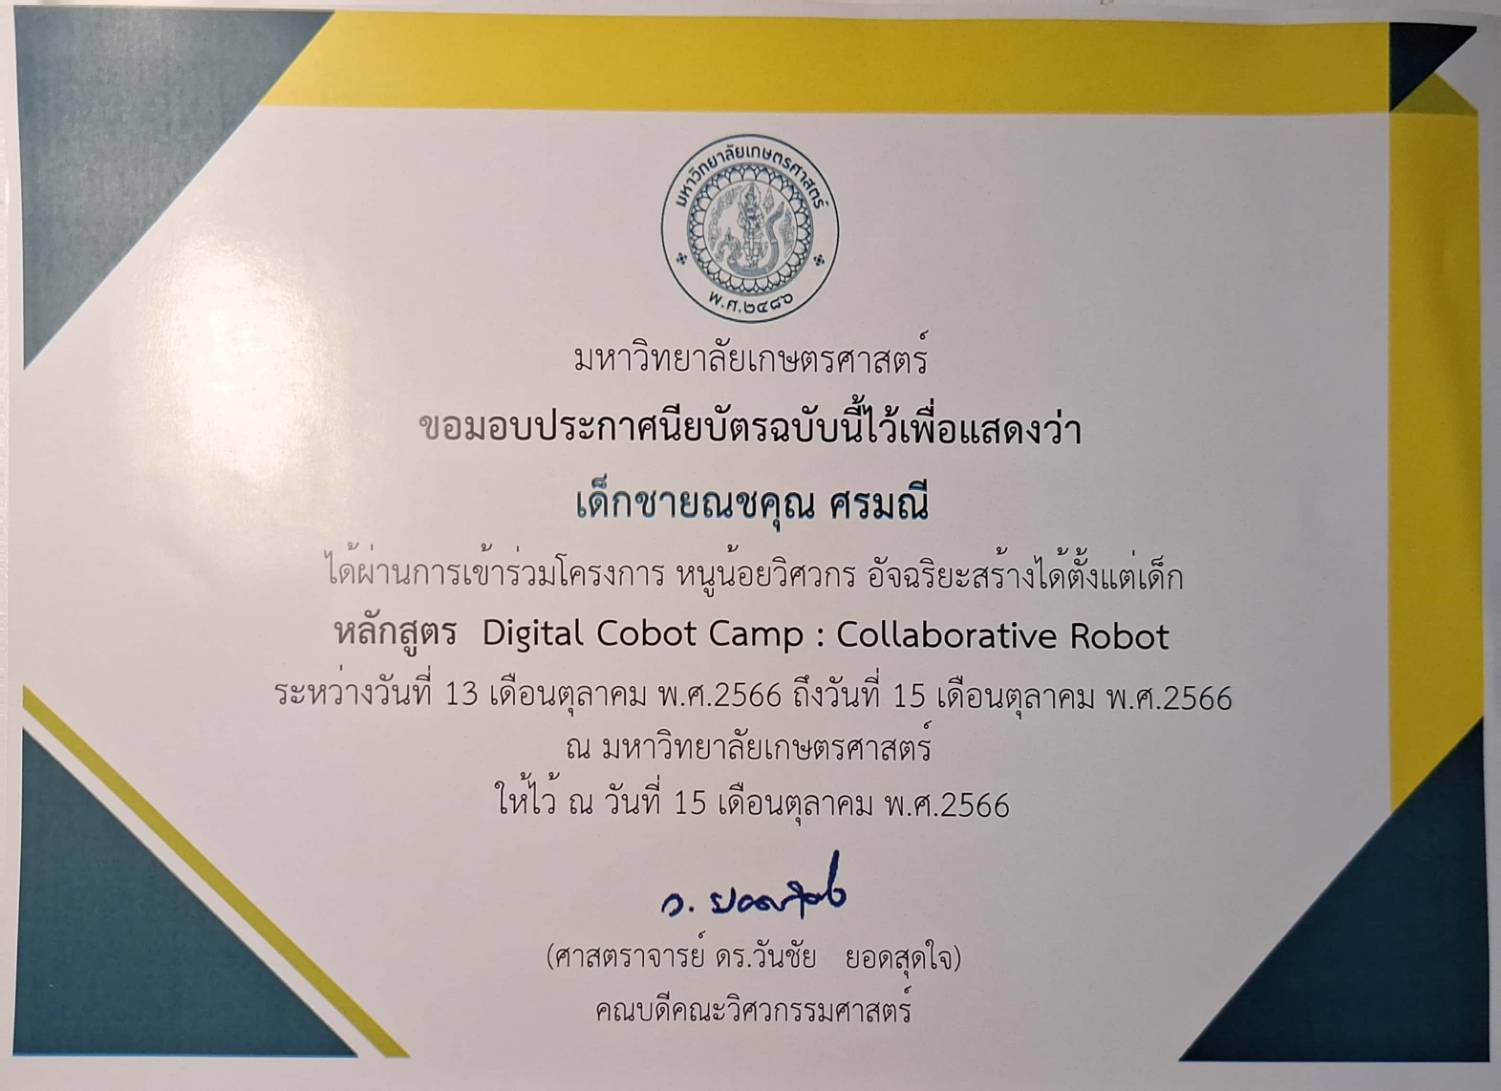 มหาวิทยาลัยเกษตรศาสตร์
พ.ศ.๒๔๘๖
มหาวิทยาลัยเกษตรศาสตร์
ขอมอบประกาศนียบัตรฉบับนี้ไว้เพื่อแสดงว่า
เด็กชายณชคุณ ศรมณี
ได้ผ่านการเข้าร่วมโครงการ หนูน้อยวิศวกร อัจฉริยะสร้างได้ตั้งแต่เด็ก
หลักสูตร Digital Cobot Camp : Collaborative Robot
ระหว่างวันที่ 13 เดือนตุลาคม พ.ศ.2566 ถึงวันที่ 15 เดือนตุลาคม พ.ศ.2566
ณ มหาวิทยาลัยเกษตรศาสตร์
ให้ไว้ ณ วันที่ 15 เดือนตุลาคม พ.ศ.2566
(ศาสตราจารย์ ดร.วันชัย ยอดสุดใจ)
คณบดีคณะวิศวกรรมศาสตร์